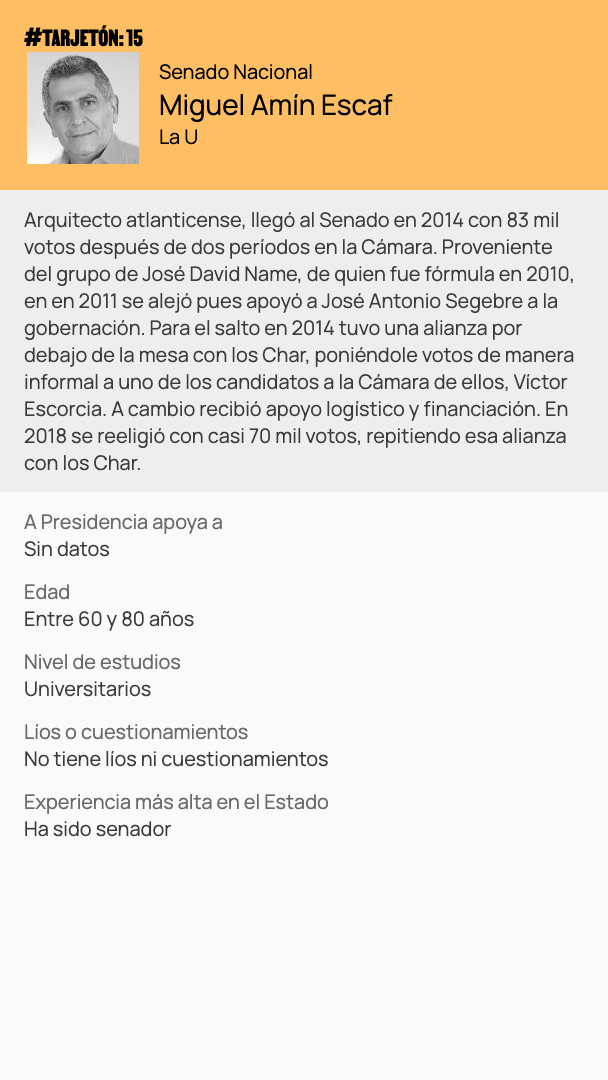 #TARJETÓN: 15
Senado Nacional
Miguel Amín Escaf
La U
Arquitecto atlanticense, llegó al Senado en 2014 con 83 mil
votos después de dos períodos en la Cámara. Proveniente
del grupo de José David Name, de quien fue fórmula en 2010,
en en 2011 se alejó pues apoyó a José Antonio Segebre a la
gobernación. Para el salto en 2014 tuvo una alianza por
debajo de la mesa con los Char, poniéndole votos de manera
informal a uno de los candidatos a la Cámara de ellos, Víctor
Escorcia. A cambio recibió apoyo logístico y financiación. En
2018 se reeligió con casi 70 mil votos, repitiendo esa alianza
con los Char.
A Presidencia apoya a
Sin datos
Edad
Entre 60 y 80 años
Nivel de estudios
Universitarios
Líos o cuestionamientos
No tiene líos ni cuestionamientos
Experiencia más alta en el Estado
Ha sido senador